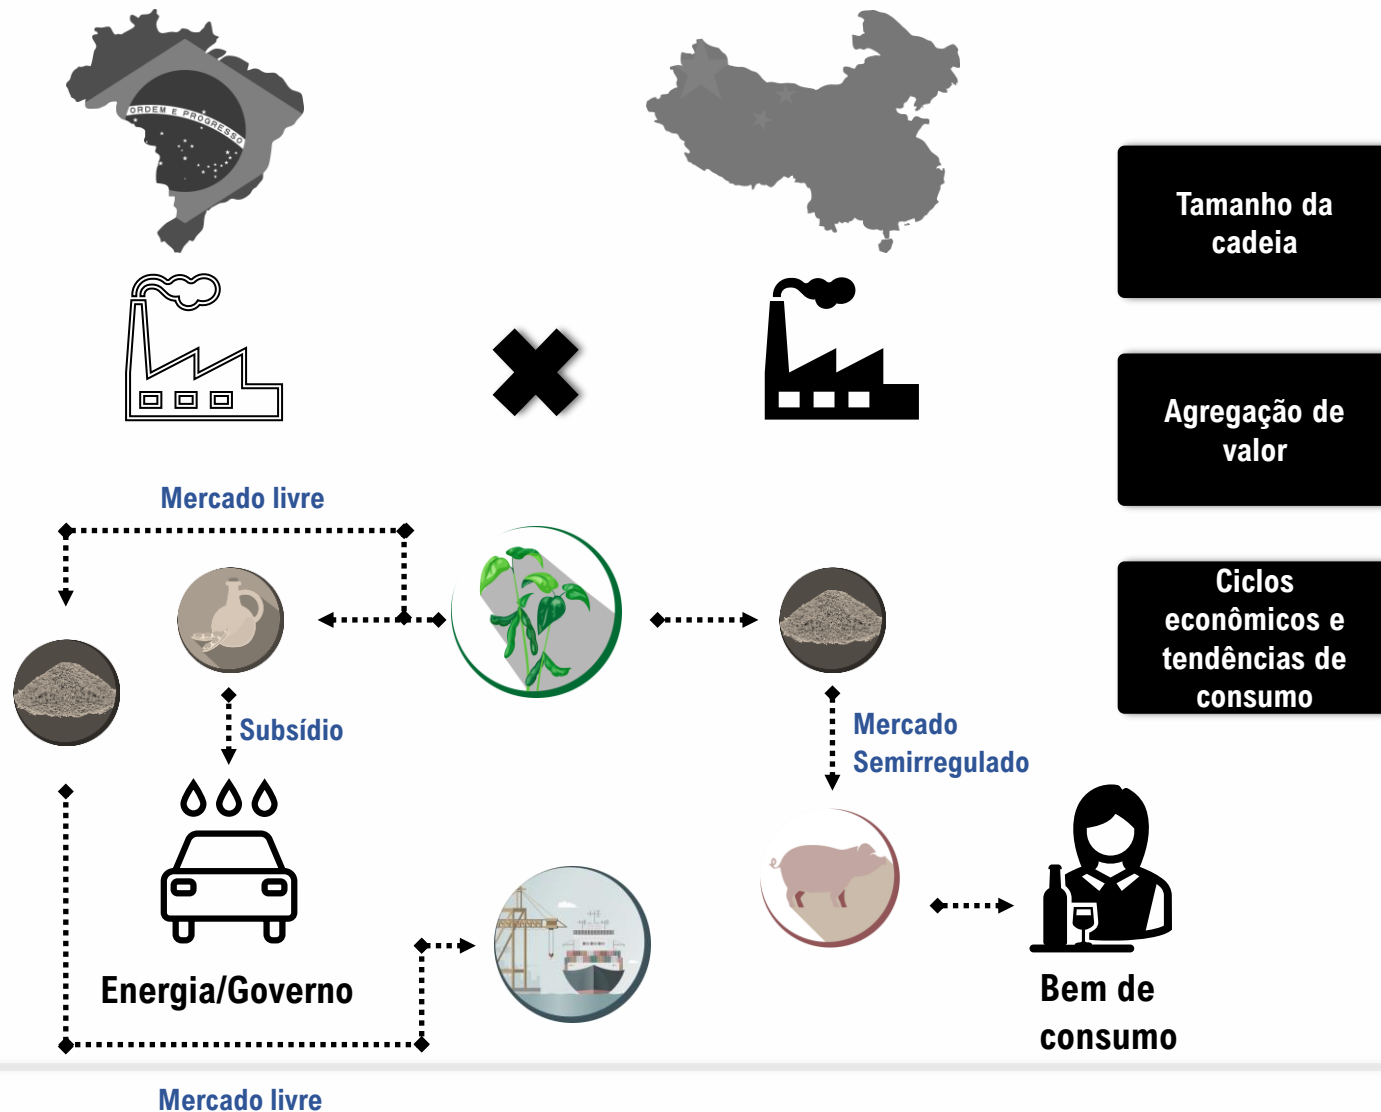 ORDEM E PROGRESSO
Tamanho da
cadeia
Agregação de
valor
Mercado livre
Ciclos
econômicos e
tendências de
consumo
Subsídio
Mercado
Semirregulado
Energia/Governo
Bem de
consumo
Mercado livre